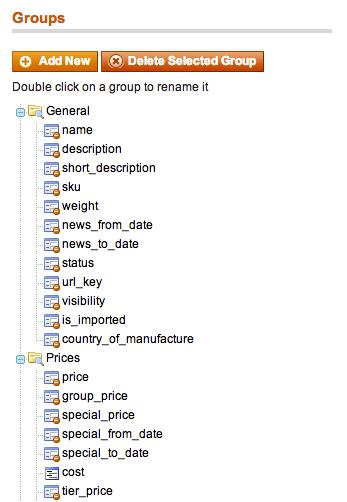 Groups
Add New
Delete Selected Group
Double click on a group to rename it
General
name
description
short_description
sku
weight
news_from_date
news_to_date
status
url_key
visibility
is_imported
country_of_manufacture
Prices
price
group_price
special_price
special_from_date
special_to_date
cost
tier_price